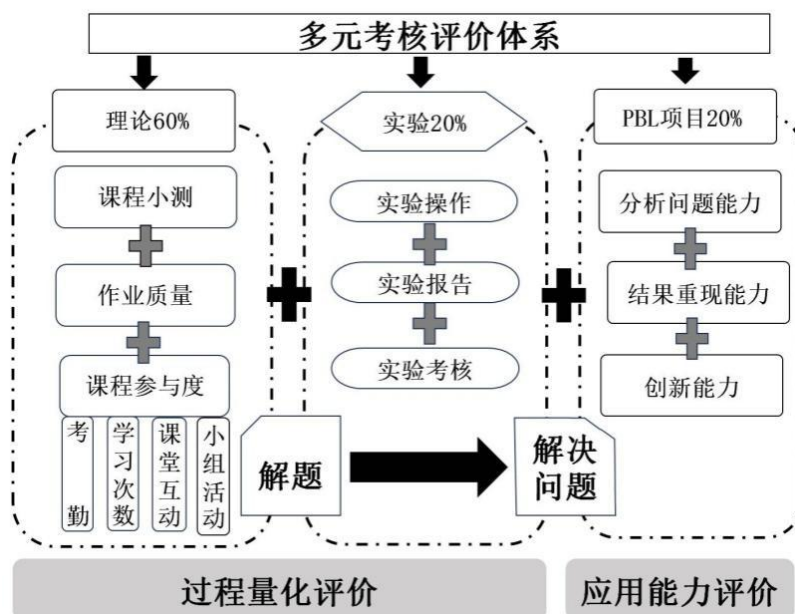 多元考核评价体系
理论60%
课程小测
作业质量
课程参与度
考勤
学习次数
课堂互动
小组活动
实验20%
实验操作
实验报告
实验考核
PBL项目20%
分析问题能力
结果重现能力
创新能力
解题
解决
问题
过程量化评价
应用能力评价